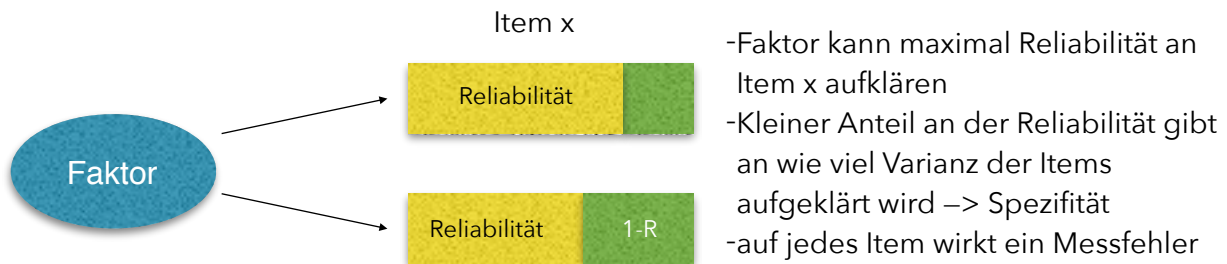 Item x
Reliabilität
Faktor
Reliabilität
1-R
-Faktor kann maximal Reliabilität an
Item x aufklären
-Kleiner Anteil an der Reliabilität gibt
an wie viel Varianz der Items
aufgeklärt wird —> Spezifität
-auf jedes Item wirkt ein Messfehler